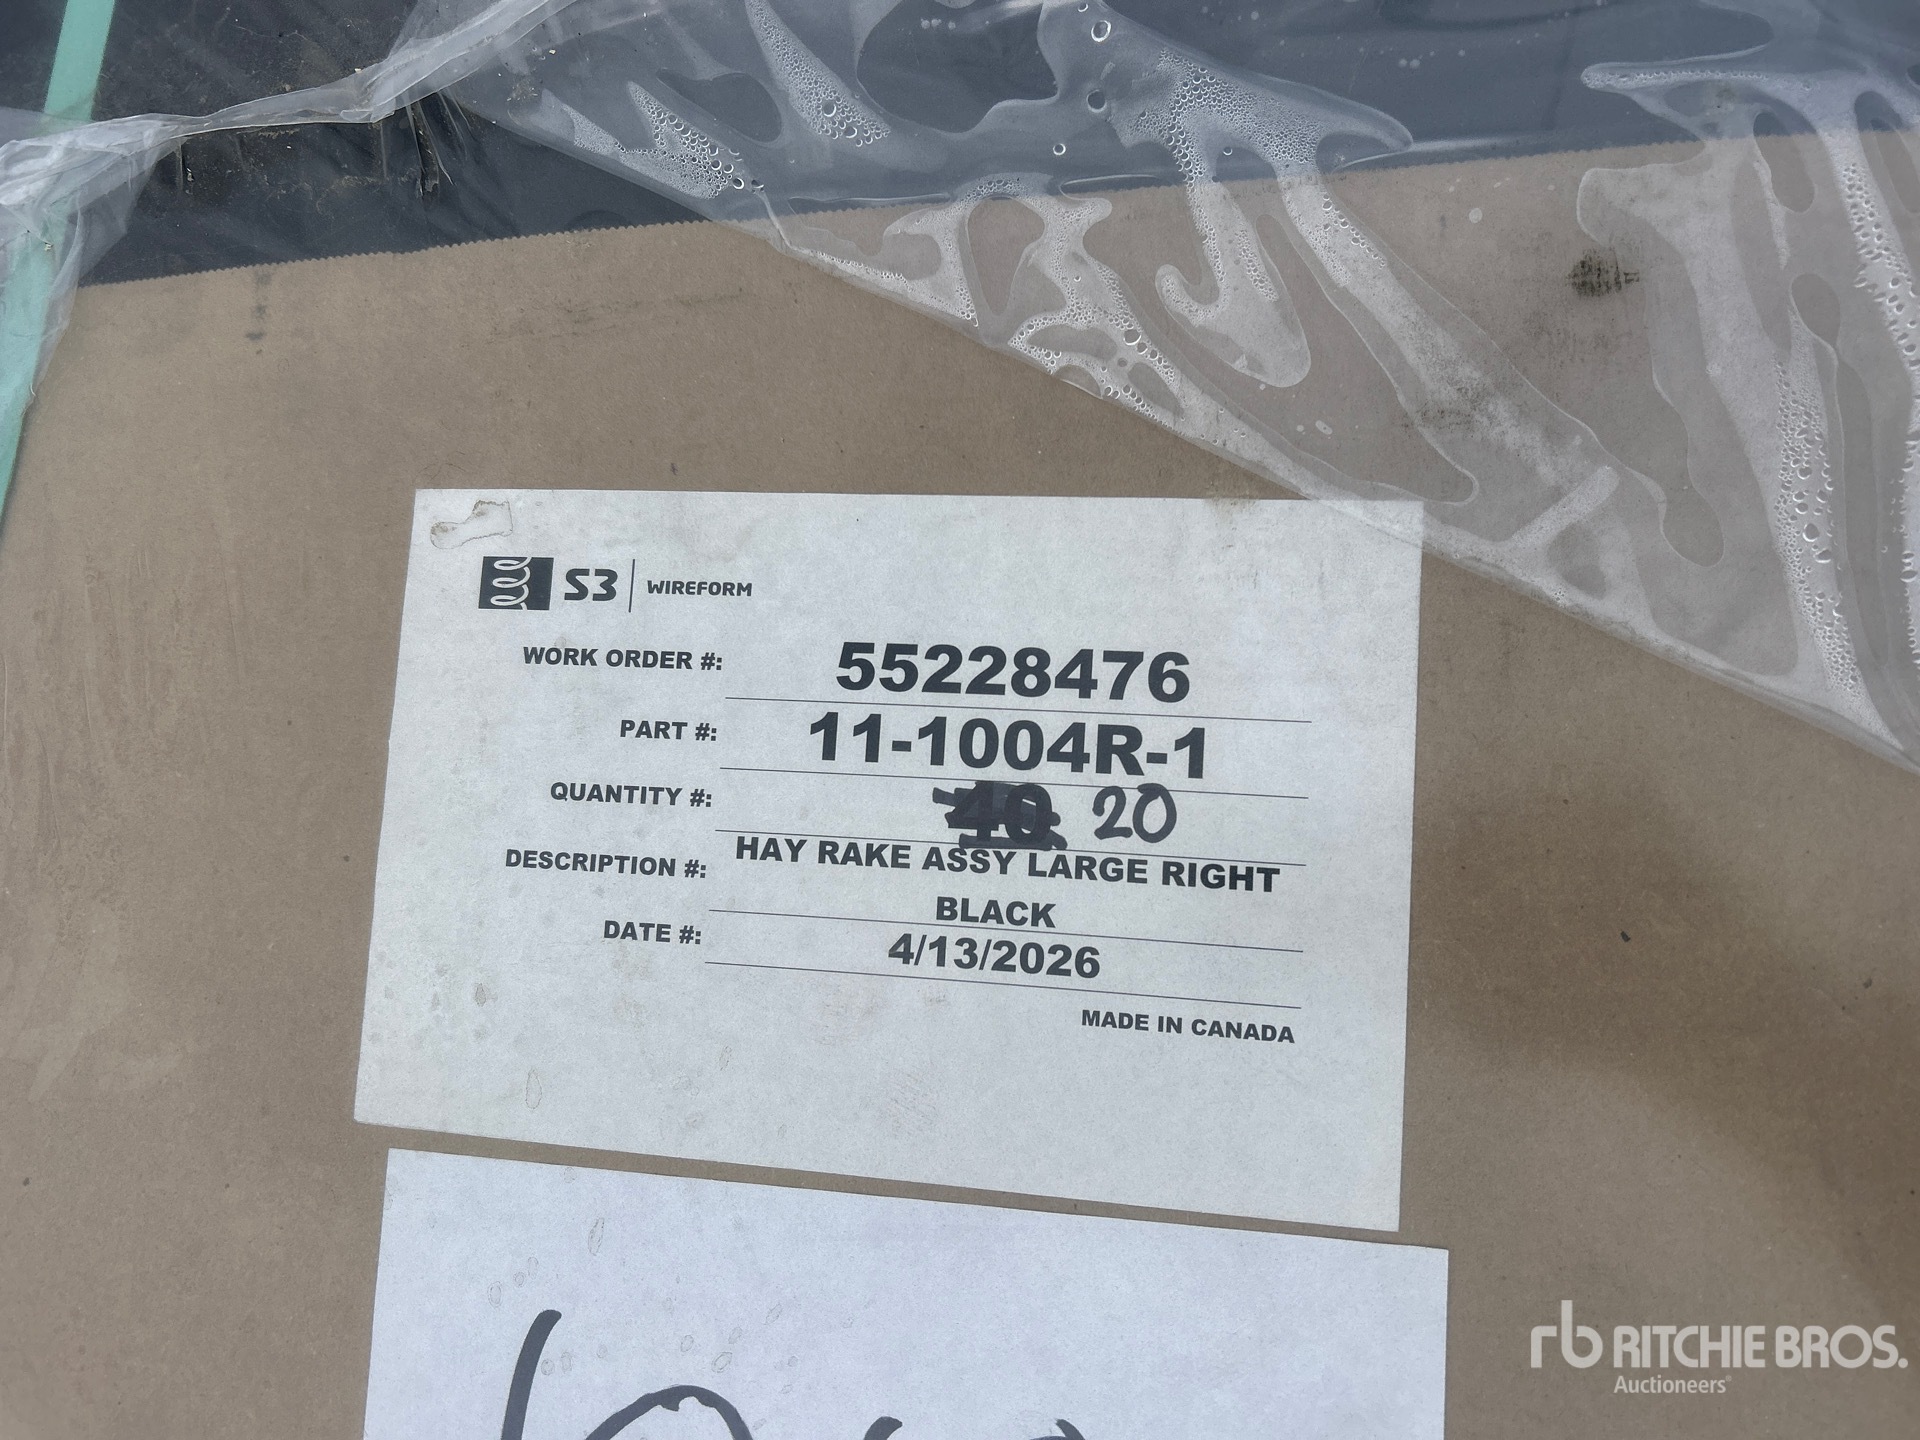 S3 | WIREFORM
WORK ORDER #: 55228476
PART #: 11-1004R-1
QUANTITY #: 40 20
DESCRIPTION #: HAY RAKE ASSY LARGE RIGHT
BLACK
DATE #: 4/13/2026
MADE IN CANADA
rb RITCHIE BROS.
Auctioneers